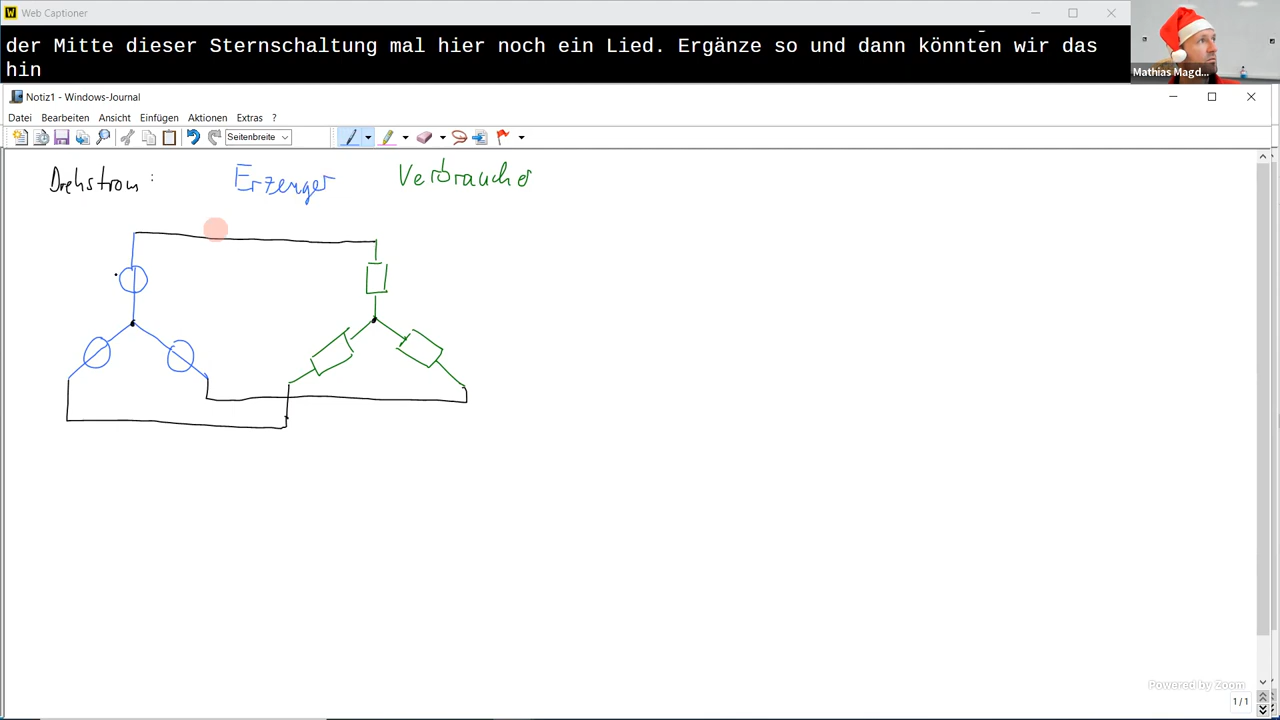 Web Captioner
der Mitte dieser Sternschaltung mal hier noch ein Lied. Ergänze so und dann könnten wir das
hin
Mathias Magd...
Notiz1 - Windows-Journal
Datei Bearbeiten Ansicht Einfügen Aktionen Extras ?
Seitenbreite
Drehstrom: Erzeuger Verbraucher
Powered by Zoom
1/1